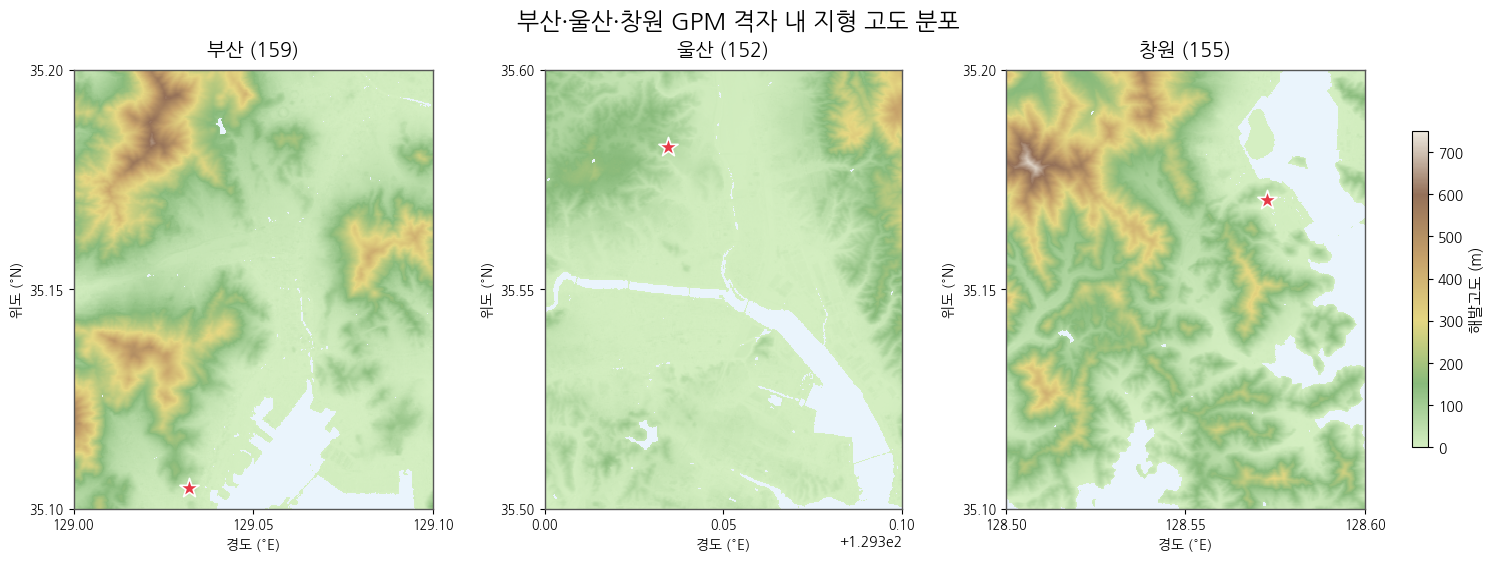 부산·울산·창원 GPM 격자 내 지형 고도 분포
부산 (159)
35.20
35.15
35.10
위도 (°N)
129.00
129.05
129.10
경도 (°E)
울산 (152)
35.60
35.55
35.50
위도 (°N)
0.00
0.05
0.10
경도 (°E)
+1.293e2
창원 (155)
35.20
35.15
35.10
위도 (°N)
128.50
128.55
128.60
경도 (°E)
700
600
500
400
300
200
100
0
해발고도 (m)